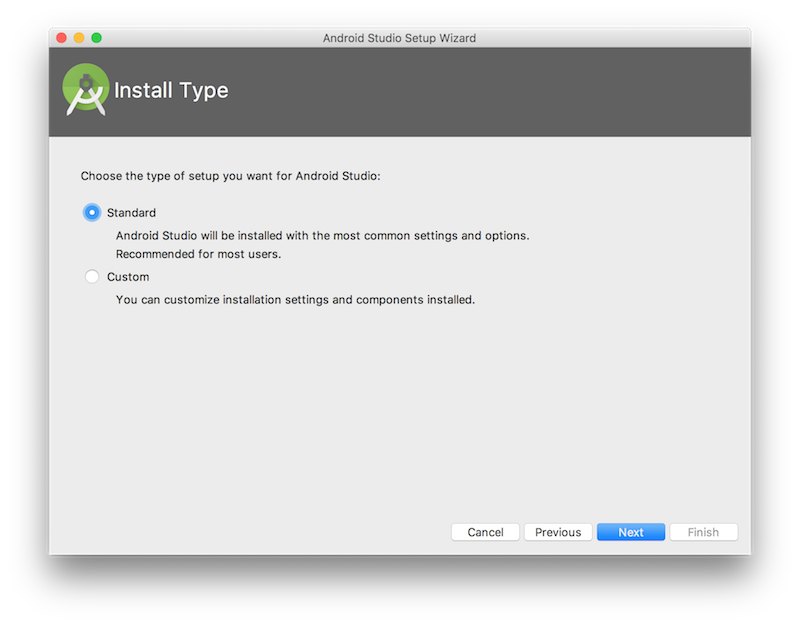 Android Studio Setup Wizard
Install Type
Choose the type of setup you want for Android Studio:
Standard
Android Studio will be installed with the most common settings and options.
Recommended for most users.
Custom
You can customize installation settings and components installed.
Cancel Previous Next Finish